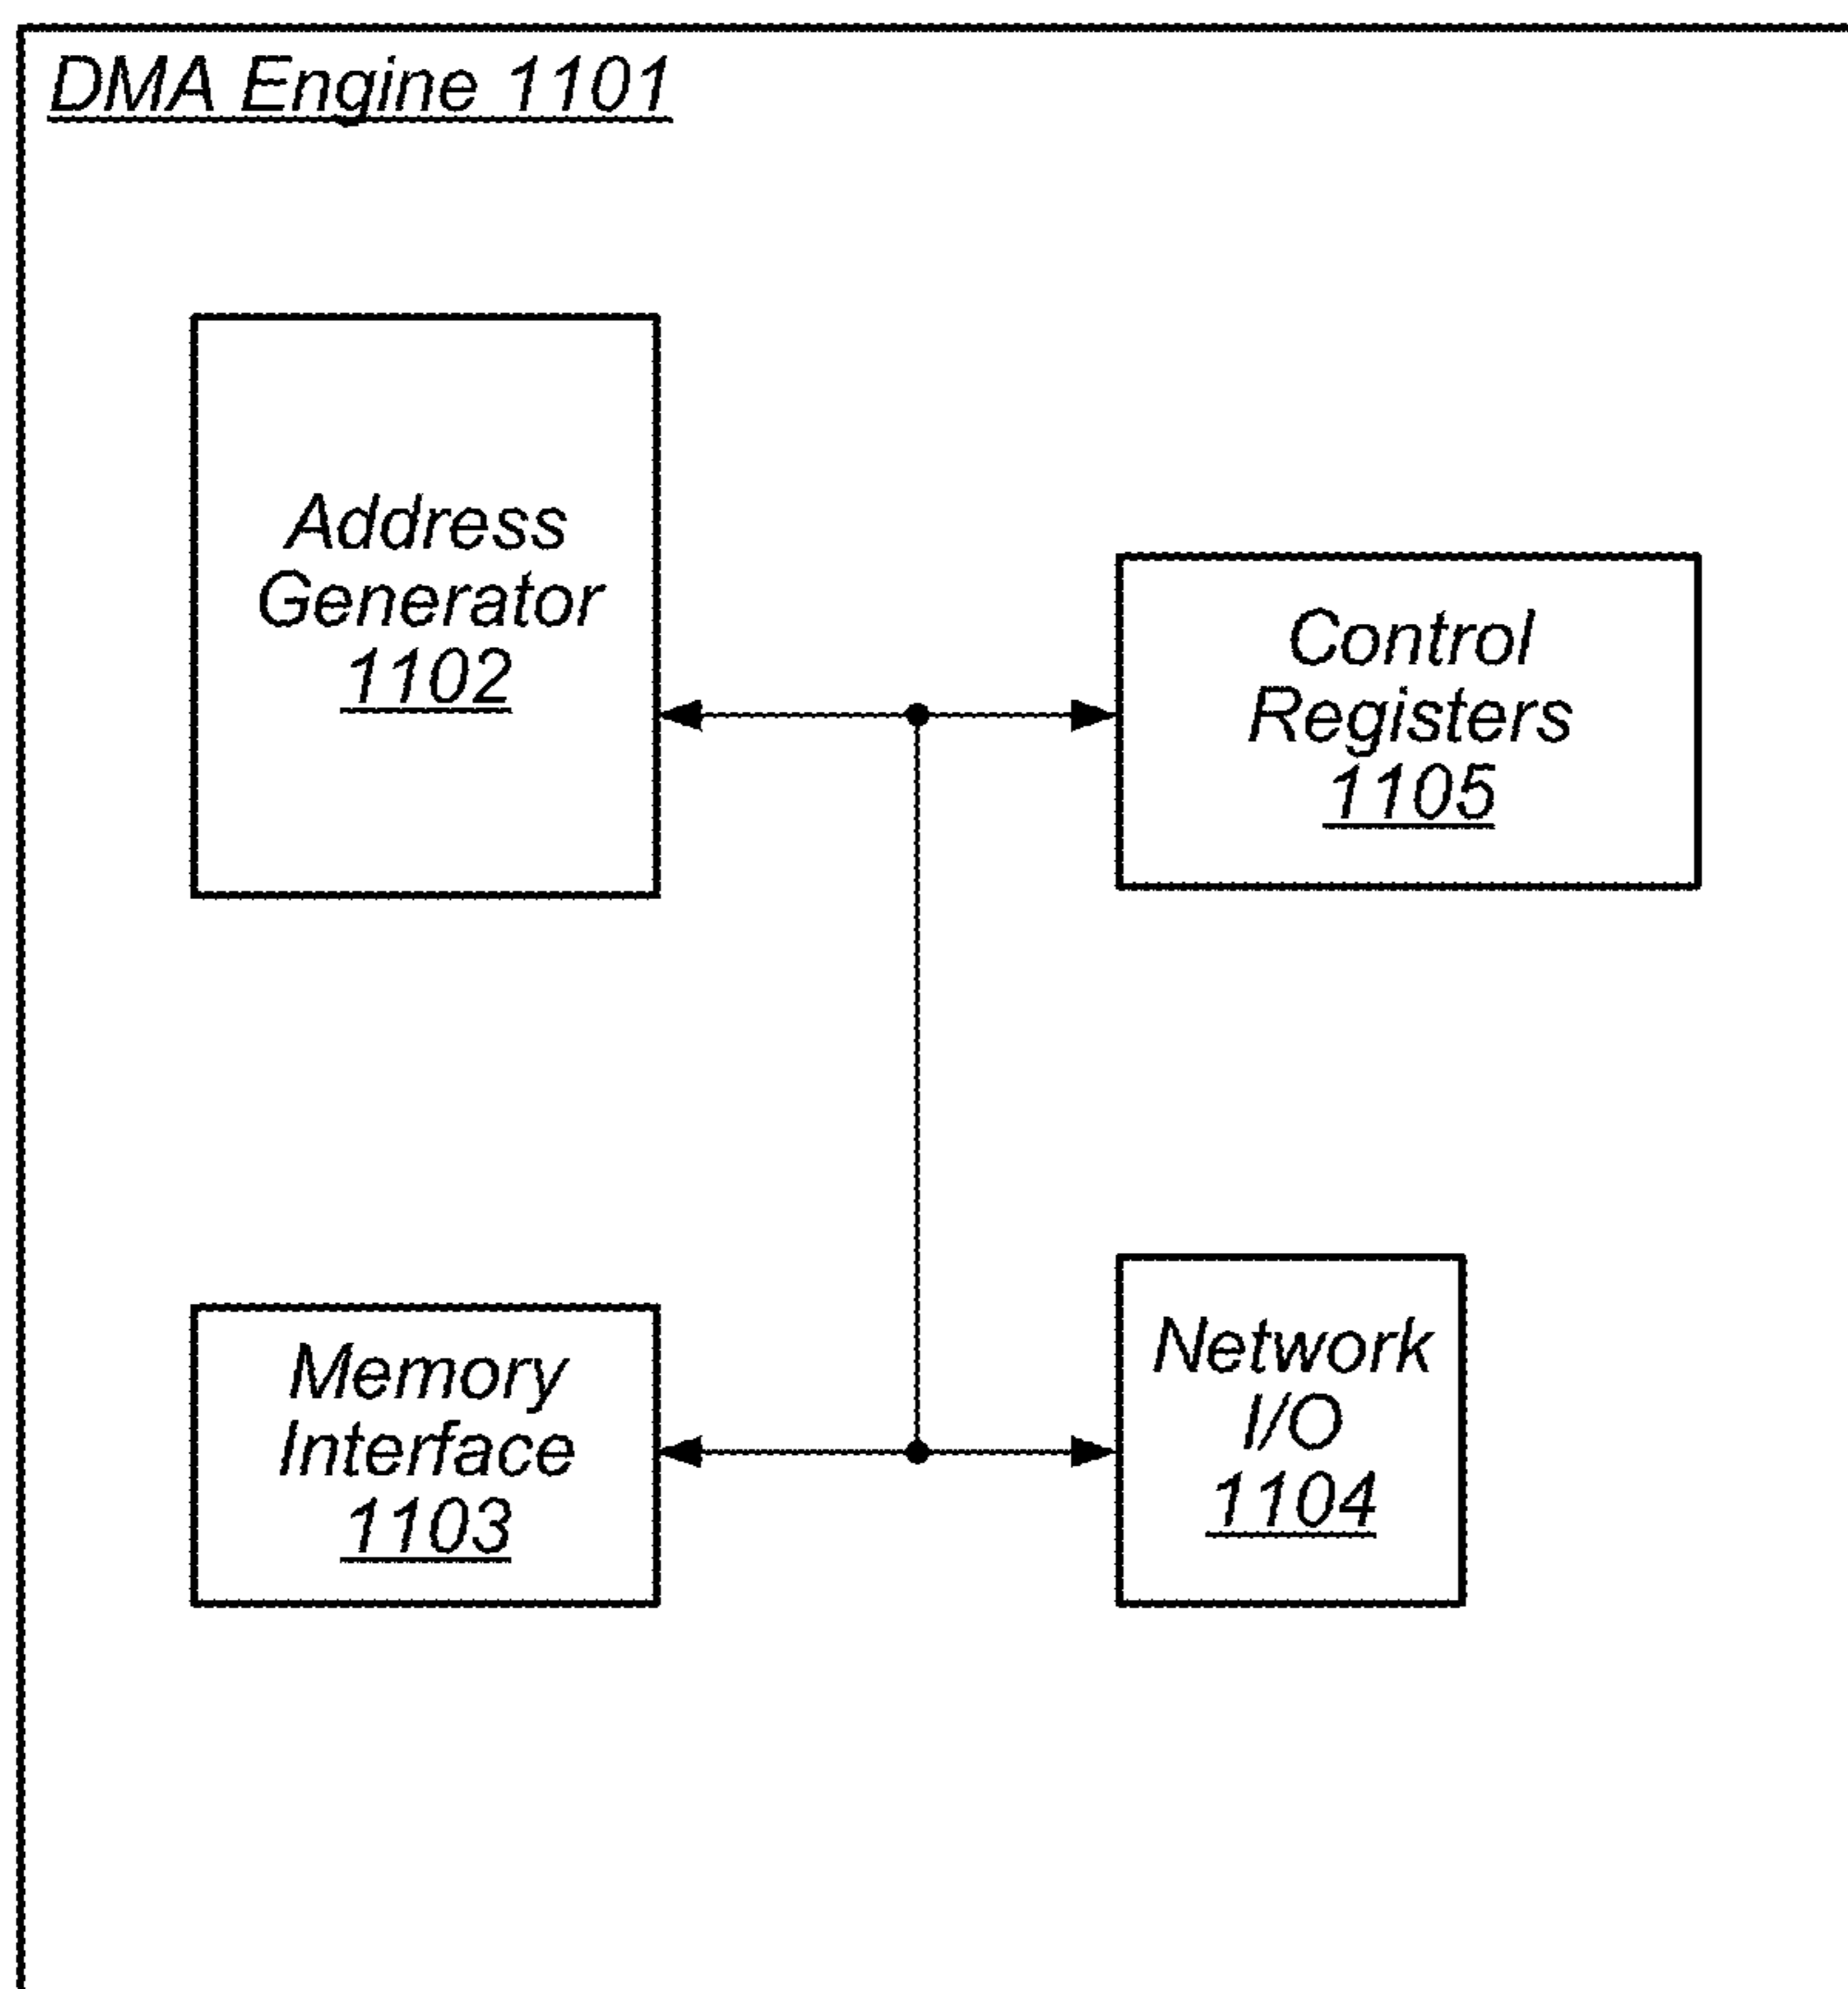 DMA Engine 1101
Address
Generator
1102
Control
Registers
1105
Memory
Interface
1103
Network
I/O
1104